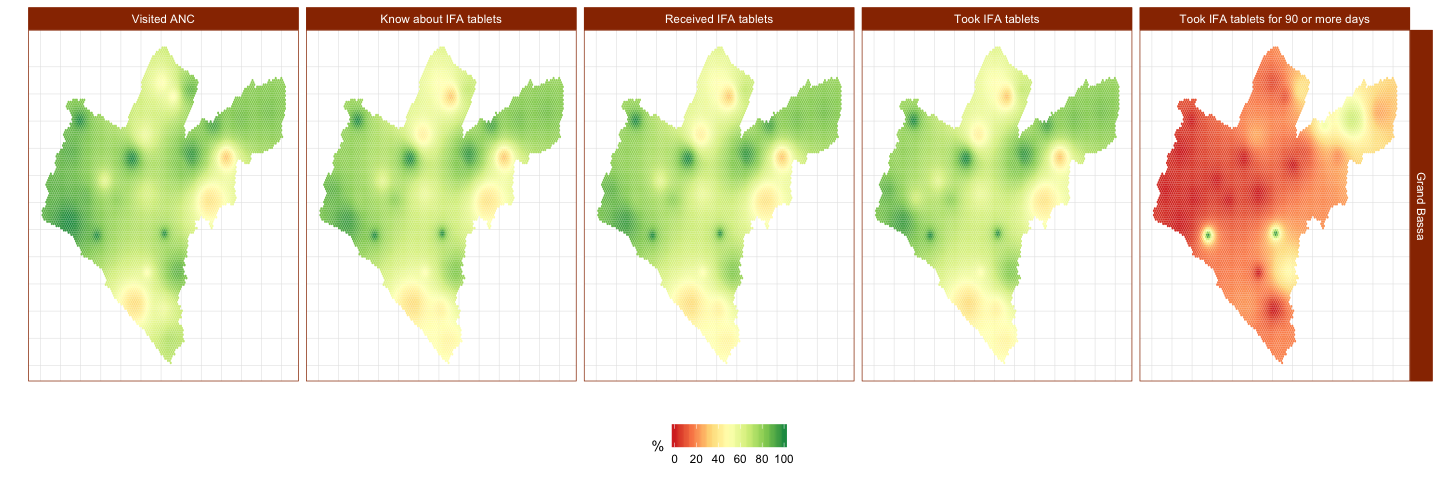 Visited ANC
Know about IFA tablets
Received IFA tablets
Took IFA tablets
Took IFA tablets for 90 or more days
Grand Bassa
%
0 20 40 60 80 100